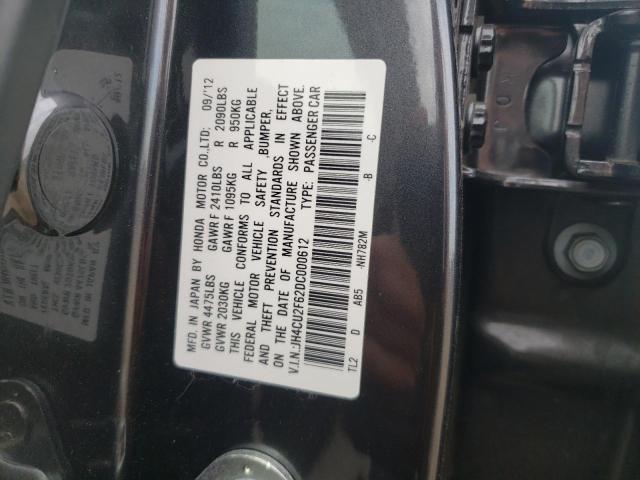 MFD. IN JAPAN BY HONDA MOTOR CO.,LTD; 09/'12
GVWR 4475LBS GAWR F 2410LBS R 2090LBS
GVWR 2030KG GAWR F 1095KG R 950KG
THIS VEHICLE CONFORMS TO ALL APPLICABLE
FEDERAL MOTOR VEHICLE SAFETY ,BUMPER,
AND THEFT PREVENTION STANDARDS IN EFFECT
ON THE DATE OF MANUFACTURE SHOWN ABOVE.
V.I.N.:JH4CU2F62DC000612 TYPE: PASSENGER CAR
TL2 D AB5 -NH782M -B -C